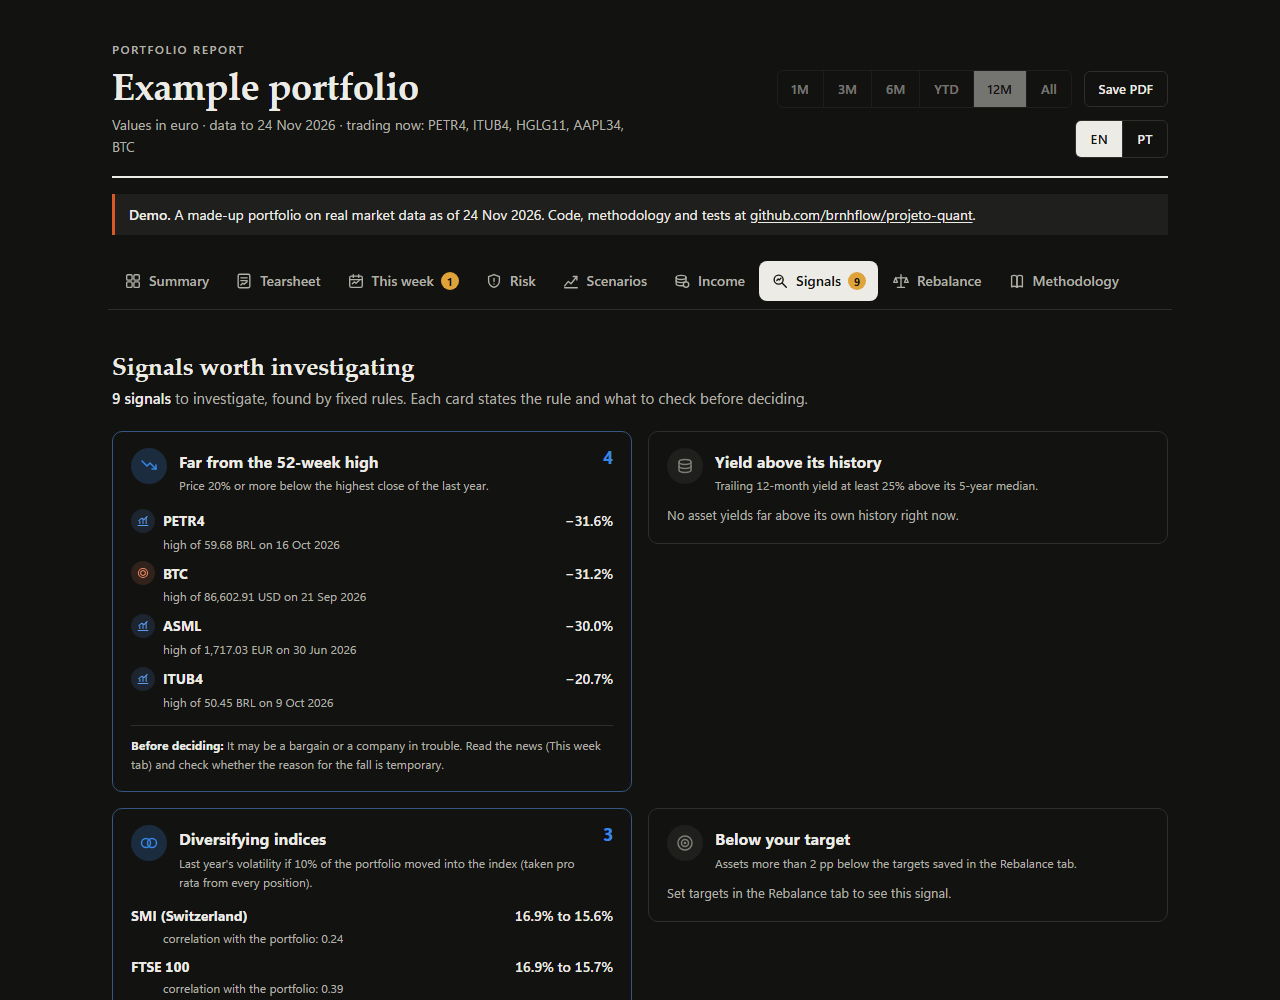 PORTFOLIO REPORT
Example portfolio
Values in euro · data to 24 Nov 2026 · trading now: PETR4, ITUB4, HGLG11, AAPL34,
BTC
1M 3M 6M YTD 12M All
Save PDF
EN PT
Demo. A made-up portfolio on real market data as of 24 Nov 2026. Code, methodology and tests at github.com/brnhflow/projeto-quant.
Summary Tearsheet This week 1 Risk Scenarios Income Signals 9 Rebalance Methodology
Signals worth investigating
9 signals to investigate, found by fixed rules. Each card states the rule and what to check before deciding.
Far from the 52-week high 4
Price 20% or more below the highest close of the last year.
PETR4 −31.6%
high of 59.68 BRL on 16 Oct 2026
BTC −31.2%
high of 86,602.91 USD on 21 Sep 2026
ASML −30.0%
high of 1,717.03 EUR on 30 Jun 2026
ITUB4 −20.7%
high of 50.45 BRL on 9 Oct 2026
Before deciding: It may be a bargain or a company in trouble. Read the news (This week
tab) and check whether the reason for the fall is temporary.
Yield above its history
Trailing 12-month yield at least 25% above its 5-year median.
No asset yields far above its own history right now.
Diversifying indices 3
Last year's volatility if 10% of the portfolio moved into the index (taken pro
rata from every position).
SMI (Switzerland) 16.9% to 15.6%
correlation with the portfolio: 0.24
FTSE 100 16.9% to 15.7%
correlation with the portfolio: 0.39
Below your target
Assets more than 2 pp below the targets saved in the Rebalance tab.
Set targets in the Rebalance tab to see this signal.